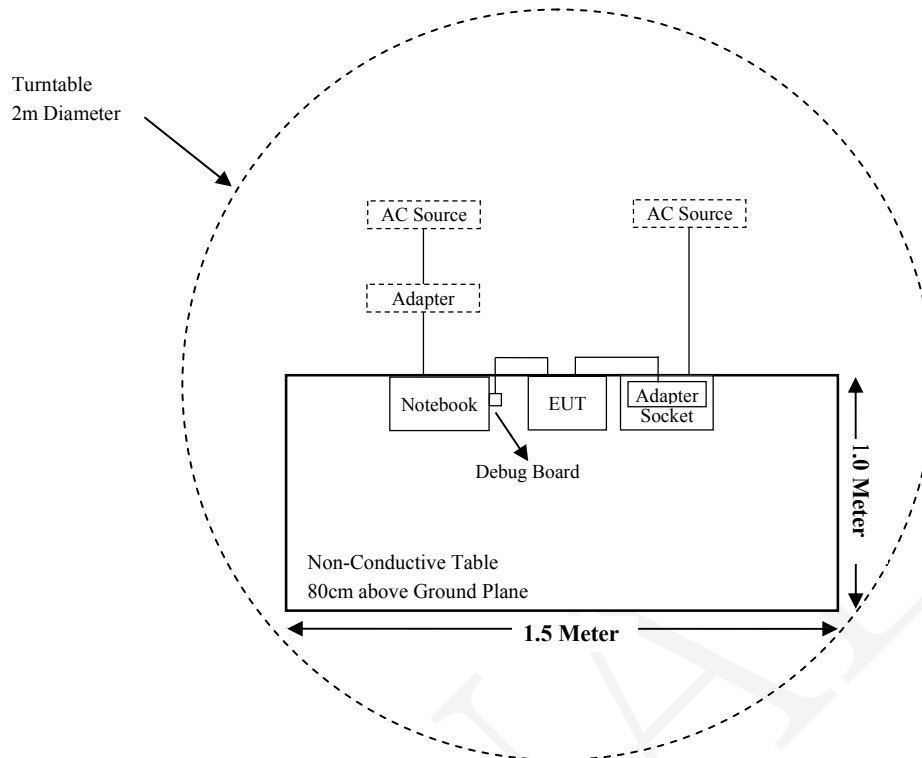 Turntable
2m Diameter
AC Source
AC Source
Adapter
Notebook
EUT
Adapter
Socket
Debug Board
1.0 Meter
Non-Conductive Table
80cm above Ground Plane
1.5 Meter